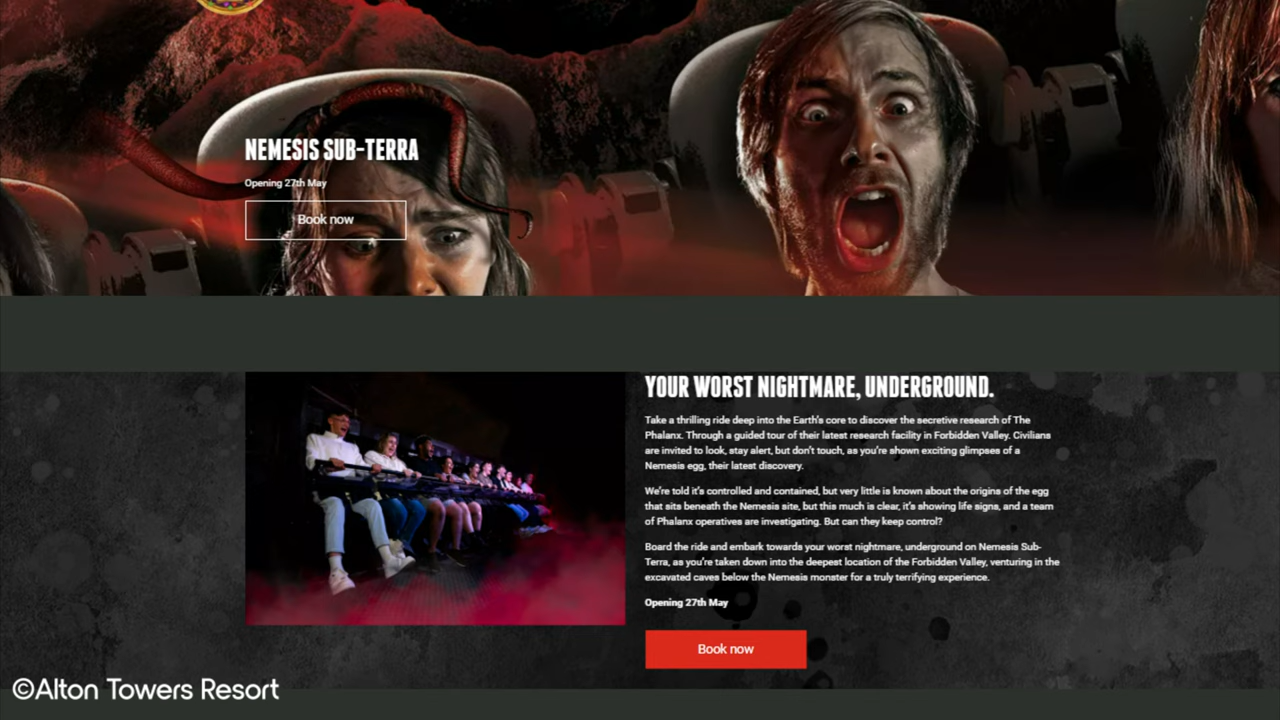 NEMESIS SUB-TERRA
Opening 27th May
Book now
YOUR WORST NIGHTMARE, UNDERGROUND.
Take a thrilling ride deep into the Earth's core to discover the secretive research of The
Phalanx. Through a guided tour of their latest research facility in Forbidden Valley. Civilians
are invited to look, stay alert, but don't touch, as you're shown exciting glimpses of a
Nemesis egg, their latest discovery.
We're told it's controlled and contained, but very little is known about the origins of the egg
that sits beneath the Nemesis site, but this much is clear, it's showing life signs, and a team
of Phalanx operatives are investigating. But can they keep control?
Board the ride and embark towards your worst nightmare, underground on Nemesis Sub-
Terra, as you're taken down into the deepest location of the Forbidden Valley, venturing in the
excavated caves below the Nemesis monster for a truly terrifying experience.
Opening 27th May
Book now
©Alton Towers Resort